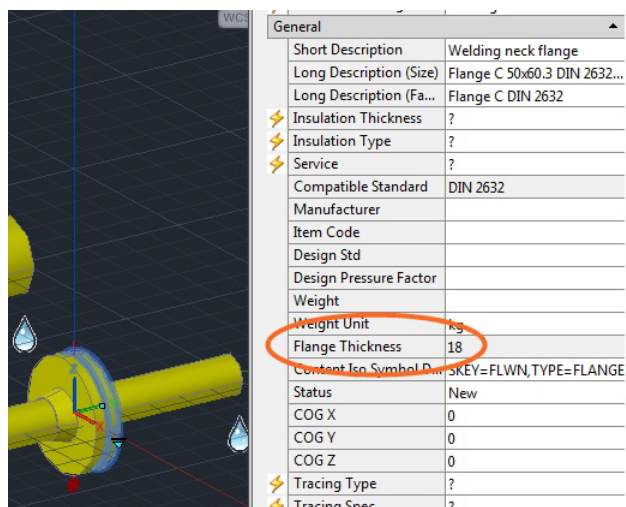 WCS
General
Short Description Welding neck flange
Long Description (Size) Flange C 50x60.3 DIN 2632...
Long Description (Fa... Flange C DIN 2632
Insulation Thickness ?
Insulation Type ?
Service ?
Compatible Standard DIN 2632
Manufacturer
Item Code
Design Std
Design Pressure Factor
Weight
Weight Unit kg
Flange Thickness 18
Content Iso Symbol D... SKEY=FLWN,TYPE=FLANGE
Status New
COG X 0
COG Y 0
COG Z 0
Tracing Type ?
Tracing Spec ?
Z
X